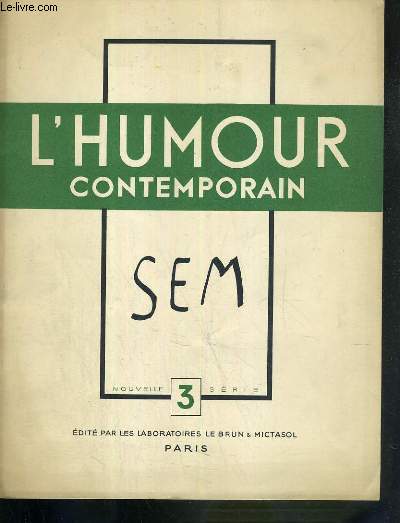 Le-livre.com
L'HUMOUR
CONTEMPORAIN
SEM
NOUVELLE 3 SÉRIE
ÉDITÉ PAR LES LABORATOIRES LE BRUN & MICTASOL
PARIS